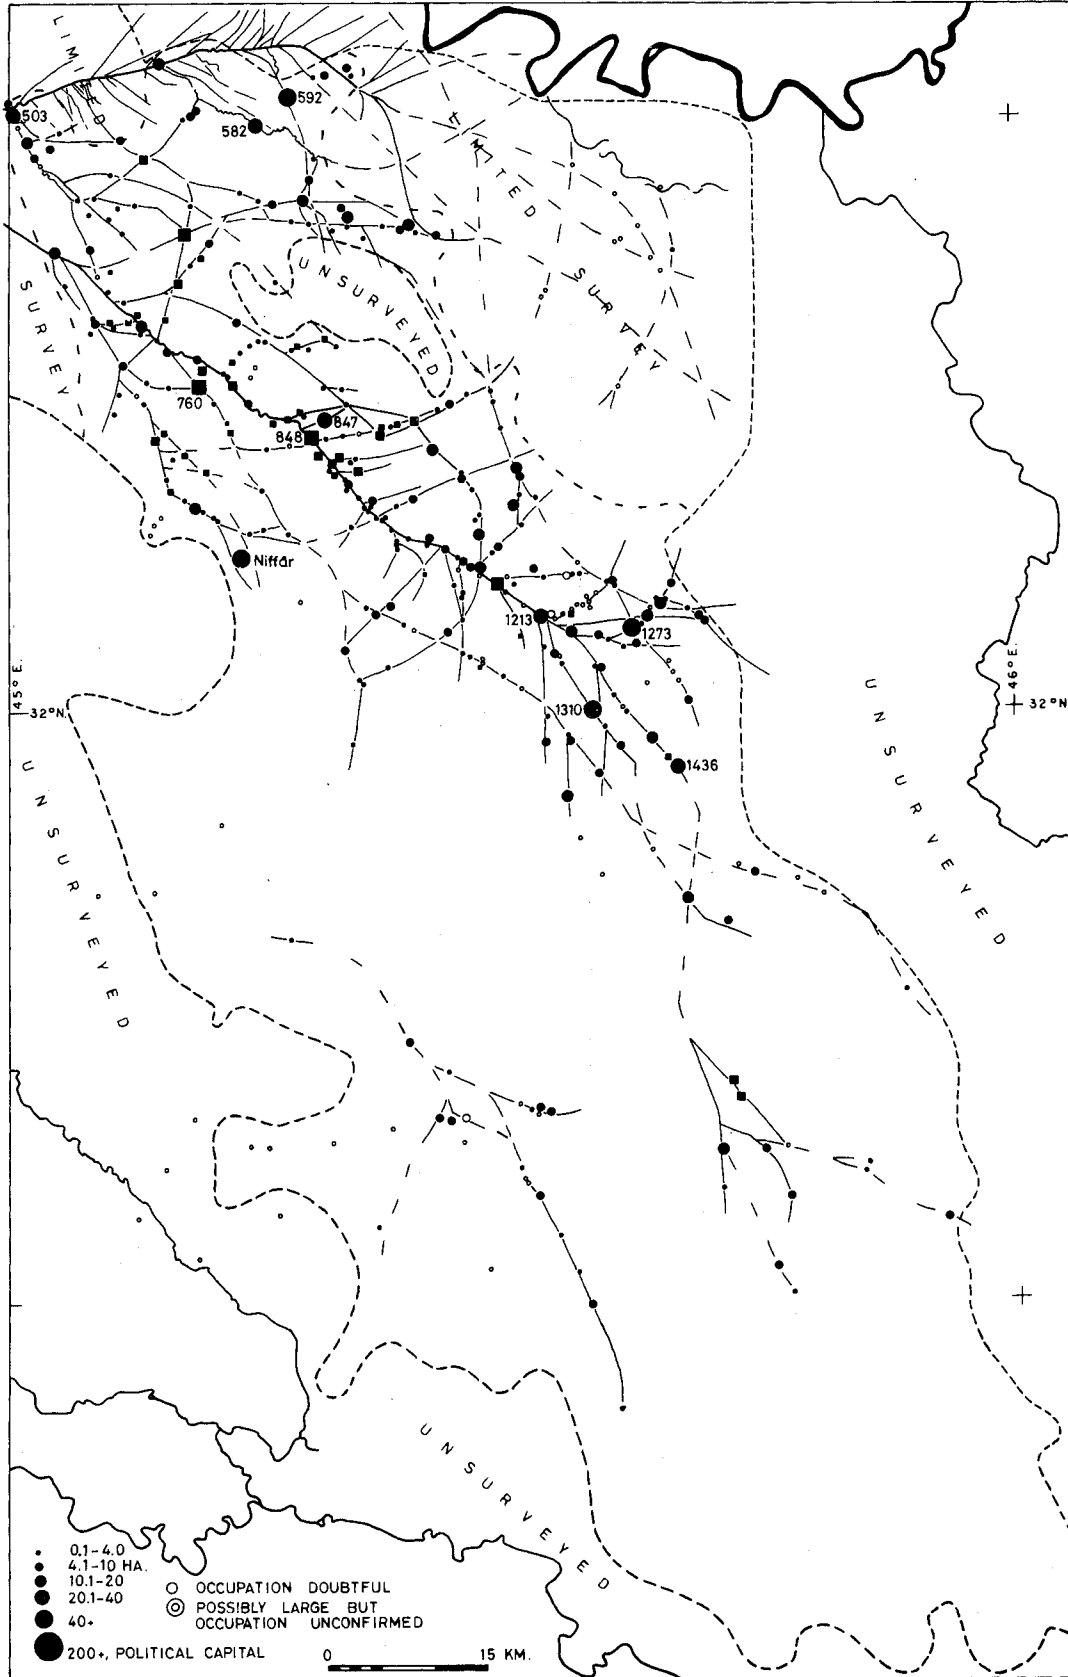 LIMITED
592
503
582
LIMITED SURVEY
UNSURVEYED
SURVEY
760
847
848
Niffar
1213
1273
45° E.
46° E.
32° N.
32° N
1310
1436
UNSURVEYED
UNSURVEYED
UNSURVEYED
0.1-4.0
4.1-10 HA.
10.1-20
20.1-40
40+
200+, POLITICAL CAPITAL
OCCUPATION DOUBTFUL
POSSIBLY LARGE BUT
OCCUPATION UNCONFIRMED
0 15 KM.